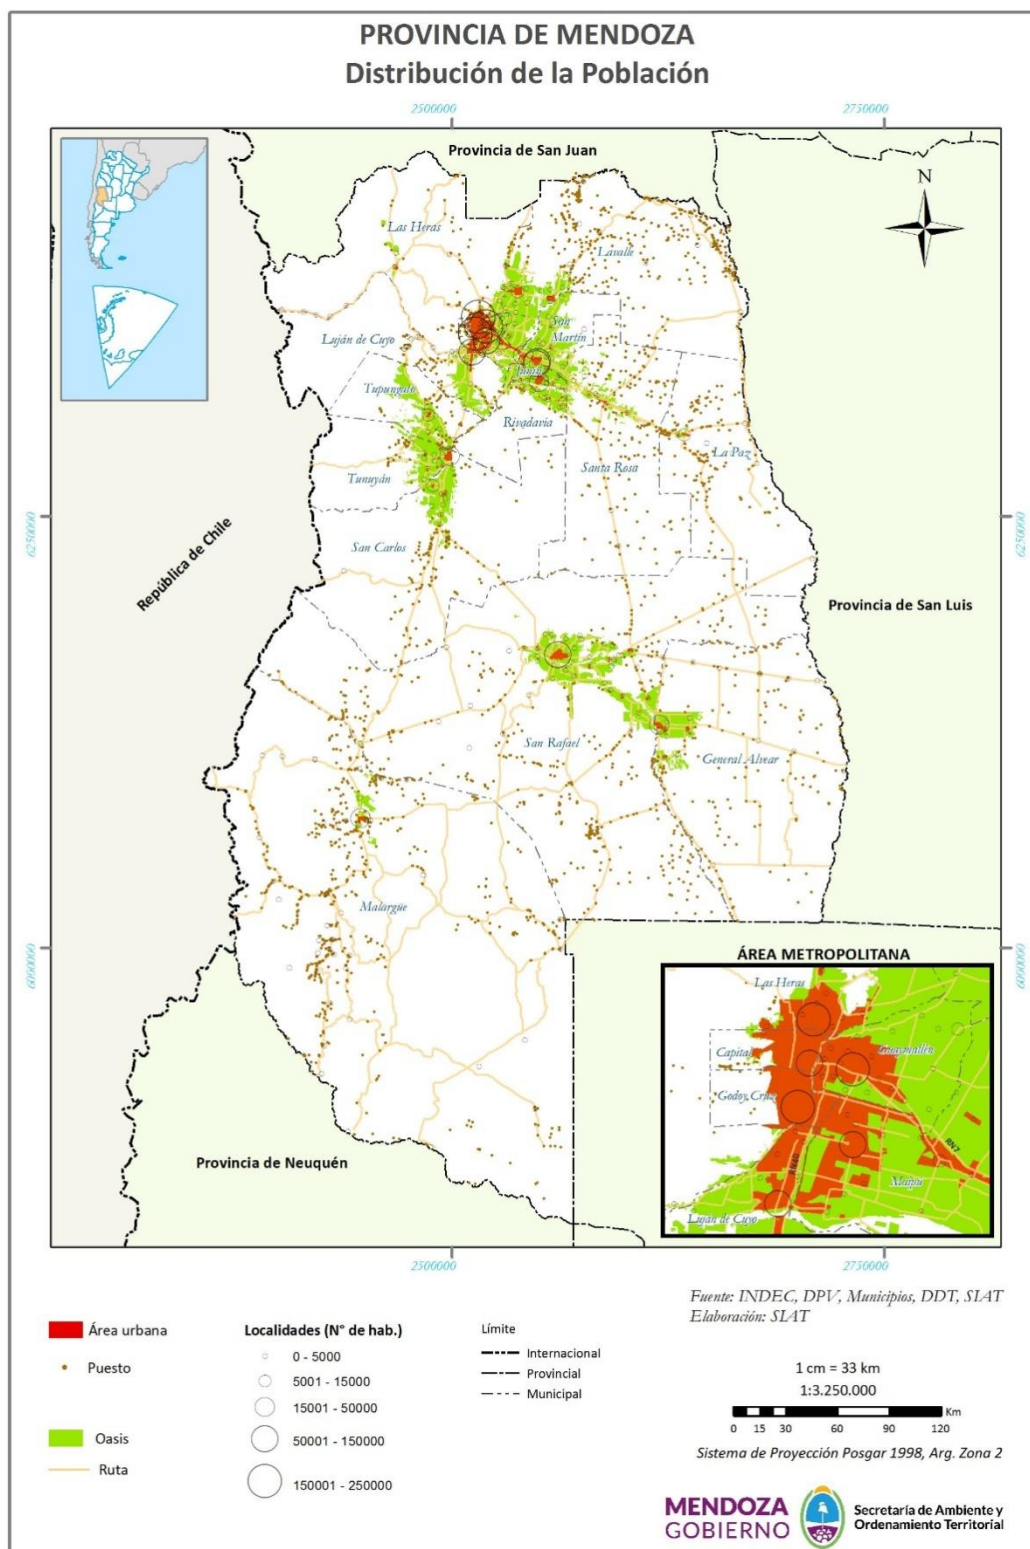 PROVINCIA DE MENDOZA
Distribución de la Población
2500000
2750000
Provincia de San Juan
N
Las Heras
Lavalle
Luján de Cuyo
San
Martín
Junín
Tupungato
Rivadavia
Santa Rosa
La Paz
Tunuyán
6250000
6250000
San Carlos
República de Chile
Provincia de San Luis
San Rafael
General Alvear
Malargüe
6000000
6000000
ÁREA METROPOLITANA
Las Heras
Capital
Guaymallén
Godoy Cruz
RN7
RN40
Maipú
Luján de Cuyo
Provincia de Neuquén
2500000
2750000
Fuente: INDEC, DPV, Municipios, DDT, SIAT
Elaboración: SIAT
Área urbana
Puesto
Oasis
Ruta
Localidades (N° de hab.)
0 - 5000
5001 - 15000
15001 - 50000
50001 - 150000
150001 - 250000
Límite
Internacional
Provincial
Municipal
1 cm = 33 km
1:3.250.000
Km
0 15 30 60 90 120
Sistema de Proyección Posgar 1998, Arg. Zona 2
MENDOZA
GOBIERNO
Secretaría de Ambiente y
Ordenamiento Territorial